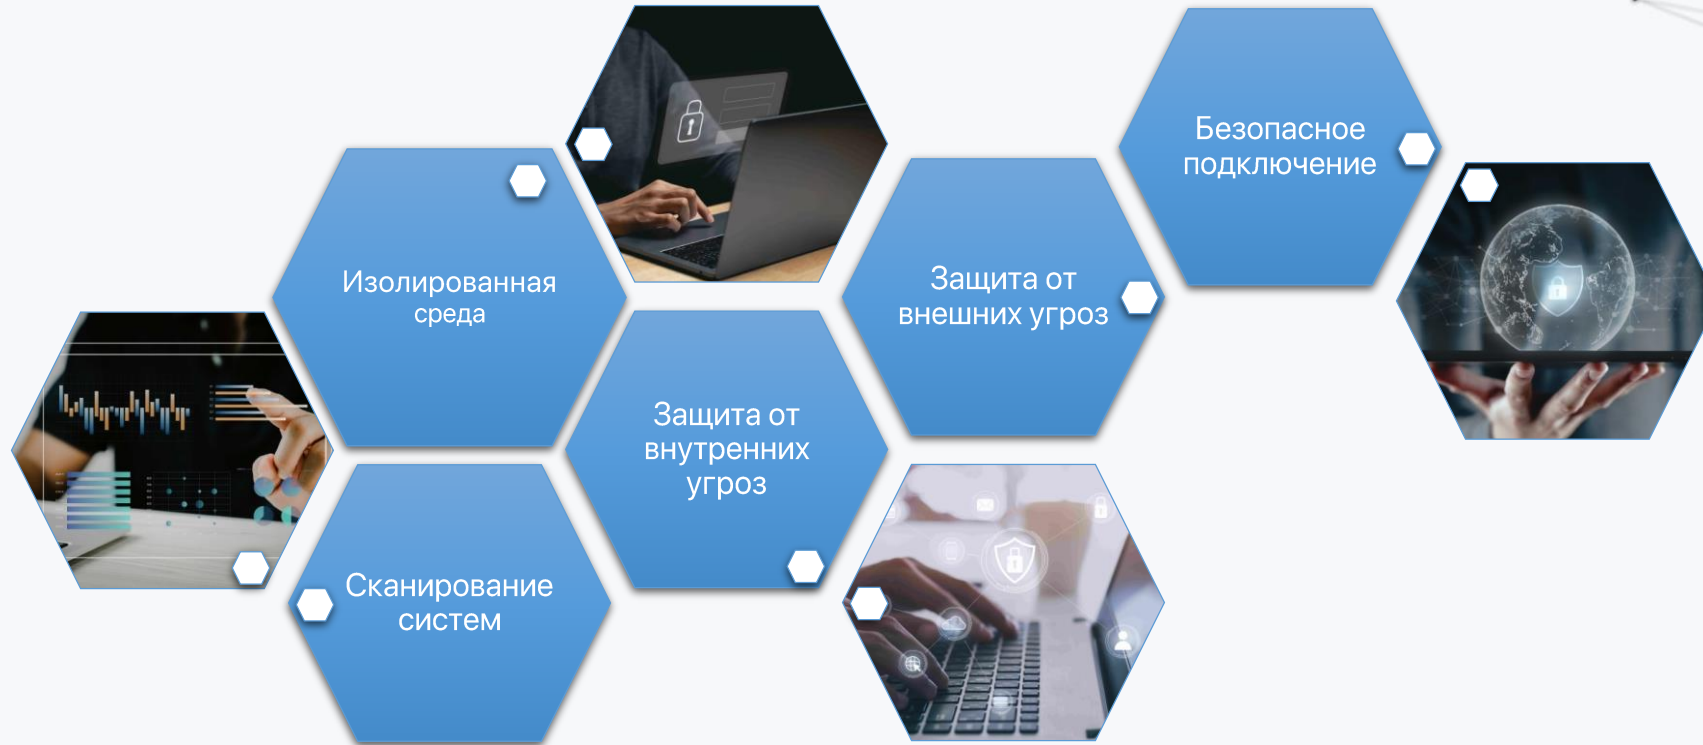 Изолированная
среда
Сканирование
систем
Защита от
внутренних
угроз
Защита от
внешних угроз
Безопасное
подключение